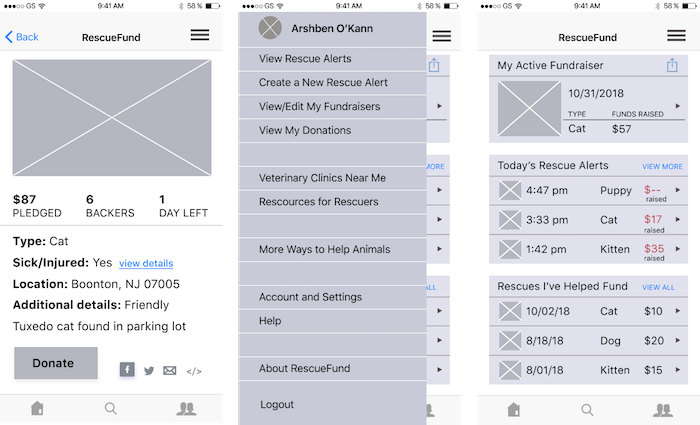 GS 9:41 AM 58%
Back RescueFund
$87 6 1
PLEDGED BACKERS DAY LEFT
Type: Cat
Sick/Injured: Yes view details
Location: Boonton, NJ 07005
Additional details: Friendly
Tuxedo cat found in parking lot
Donate
</>
GS 9:41 AM 58%
Arshben O'Kann
View Rescue Alerts
Create a New Rescue Alert
View/Edit My Fundraisers
View My Donations
Veterinary Clinics Near Me
Rescources for Rescuers
More Ways to Help Animals
Account and Settings
Help
About RescueFund
Logout
MORE
ALL
GS 9:41 AM 58%
RescueFund
My Active Fundraiser
10/31/2018
TYPE FUNDS RAISED
Cat $57
Today's Rescue Alerts VIEW MORE
4:47 pm Puppy $--
raised
3:33 pm Cat $17
raised
1:42 pm Kitten $35
raised
Rescues I've Helped Fund VIEW ALL
10/02/18 Cat $10
8/18/18 Dog $20
8/01/18 Kitten $15